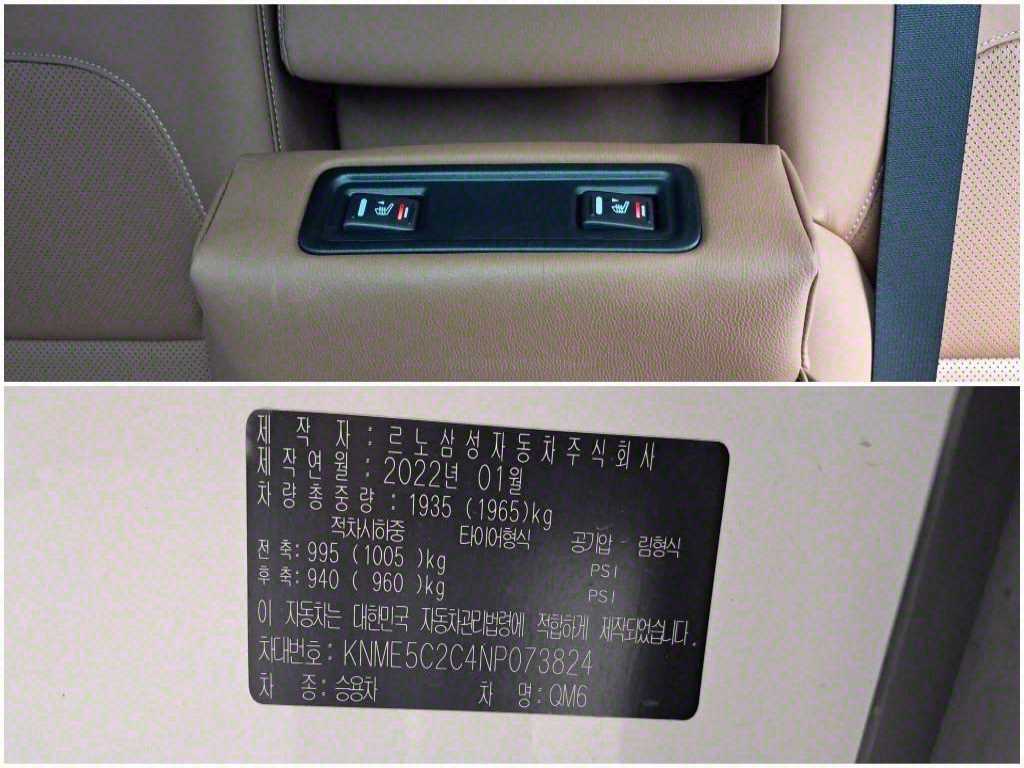 제 작 자 : 르노삼성자동차주식회사
제작연월 : 2022년 01월
차량총중량 : 1935 (1965)kg
적차시하중 타이어형식 공기압 - 림형식
전 축: 995 (1005 )kg PSI
후 축: 940 ( 960 )kg PSI
이 자동차는 대한민국 자동차관리법령에 적합하게 제작되었습니다.
차대번호: KNME5C2C4NP073824
차 종: 승용차 차 명: QM6